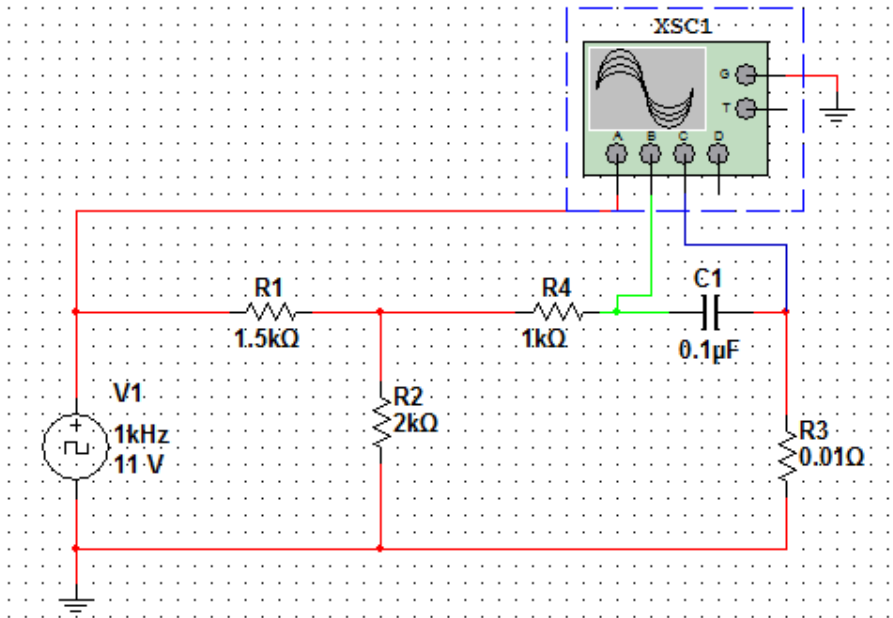 XSC1
G
T
A B C D
R1
1.5kΩ
R4
1kΩ
C1
0.1µF
V1
1kHz
11 V
R2
2kΩ
R3
0.01Ω